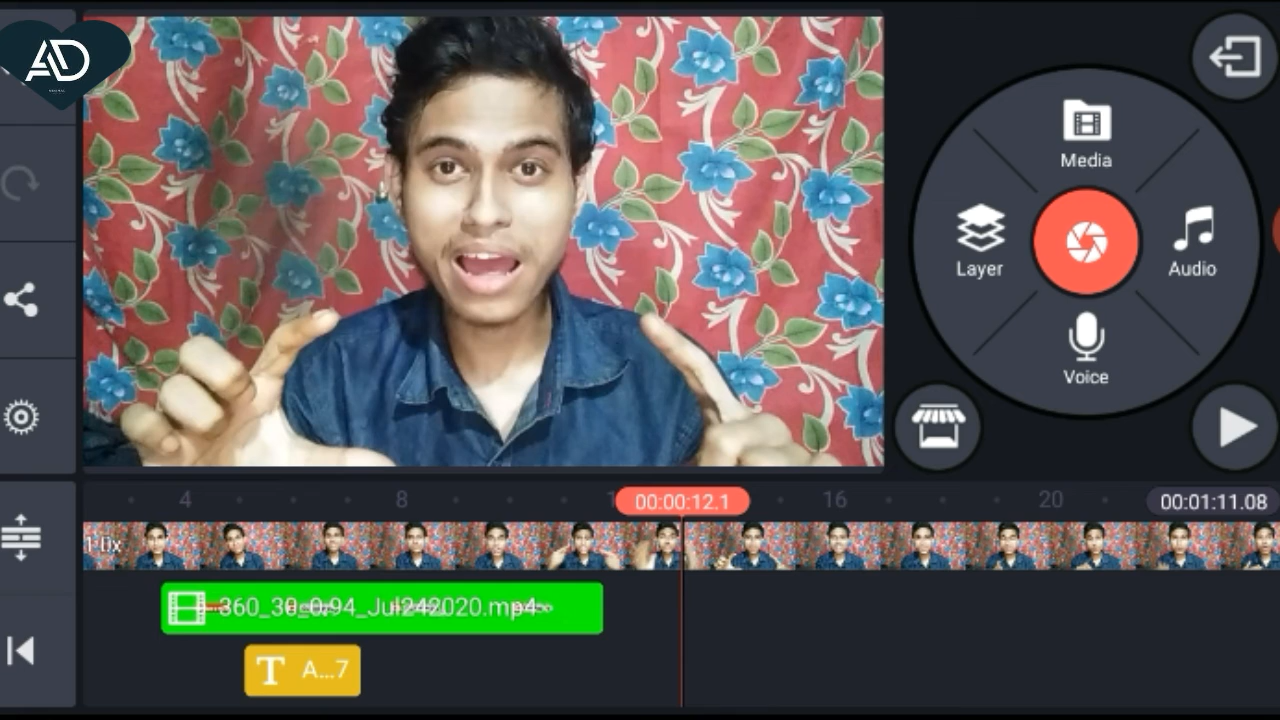 AD
Media
Layer
Audio
Voice
4
8
00:00:12.1
16
20
00:01:11.08
1.0x
360_30_0.94_Jul242020.mp4
T A...7